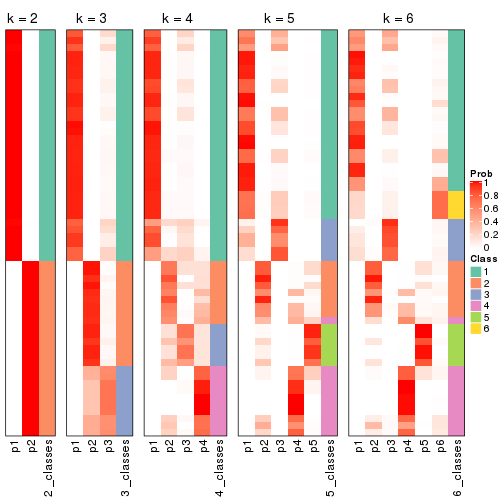 k = 2
k = 3
k = 4
k = 5
k = 6
p1
p2
2_classes
p1
p2
p3
3_classes
p1
p2
p3
p4
4_classes
p1
p2
p3
p4
p5
5_classes
p1
p2
p3
p4
p5
p6
6_classes
Prob
1
0.8
0.6
0.4
0.2
0
Class
1
2
3
4
5
6